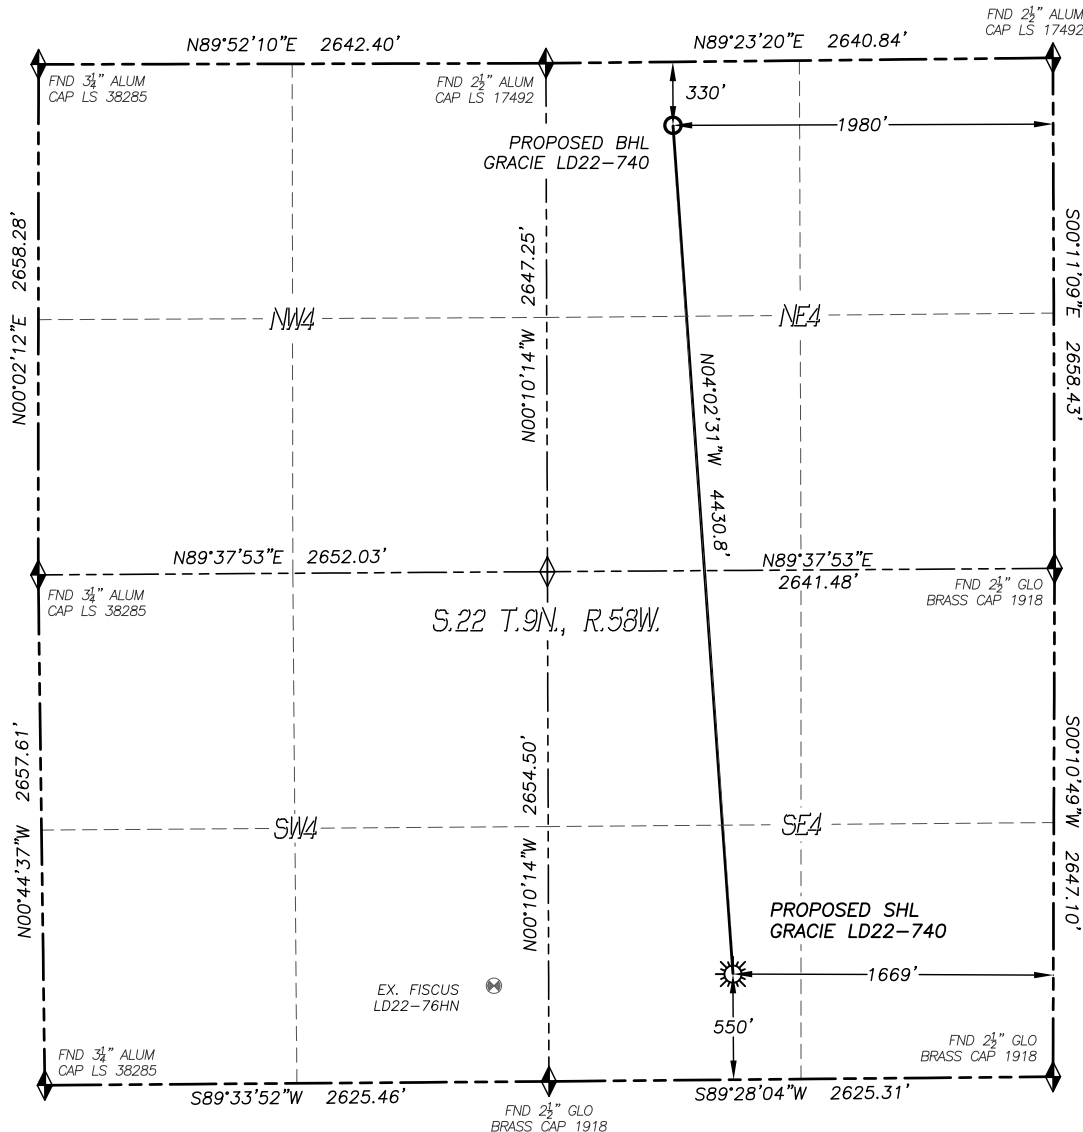 FND 2½” ALUM
CAP LS 17492
N89°52'10”E 2642.40'
N89°23'20”E 2640.84'
FND 3¼” ALUM
CAP LS 38285
FND 2½” ALUM
CAP LS 17492
330'
1980'
PROPOSED BHL
GRACIE LD22-740
N00°02'12”E 2658.28'
N00°10'14”W 2647.25'
S00°11'09”E 2658.43'
NW4
NE4
N04°02'31”W 4430.8'
N89°37'53”E 2652.03'
N89°37'53”E
2641.48'
FND 3¼” ALUM
CAP LS 38285
FND 2½” GLO
BRASS CAP 1918
S.22 T.9N., R.58W.
N00°44'37”W 2657.61'
N00°10'14”W 2654.50'
S00°10'49”W 2647.10'
SW4
SE4
PROPOSED SHL
GRACIE LD22-740
1669'
EX. FISCUS
LD22-76HN
550'
FND 3¼” ALUM
CAP LS 38285
FND 2½” GLO
BRASS CAP 1918
S89°33'52”W 2625.46'
S89°28'04”W 2625.31'
FND 2½” GLO
BRASS CAP 1918